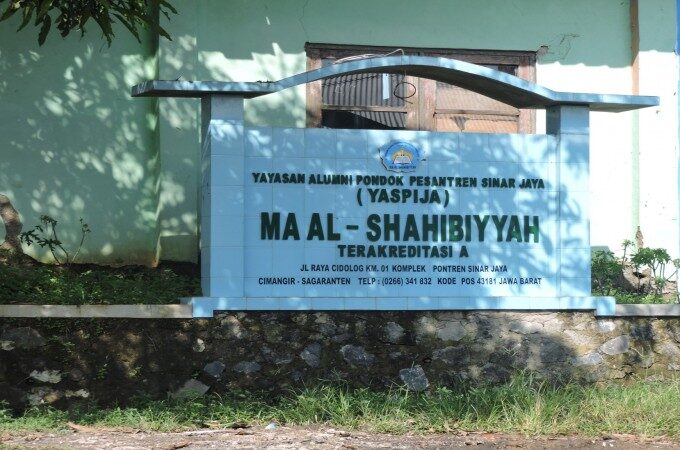 YAYASAN ALUMNI PONDOK PESANTREN SINAR JAYA
( YASPIJA )
MA AL - SHAHIBIYYAH
TERAKREDITASI A
JL RAYA CIDOLOG KM. 01 KOMPLEK PONTREN SINAR JAYA
CIMANGIR - SAGARANTEN TELP : (0266) 341 832 KODE POS 43181 JAWA BARAT